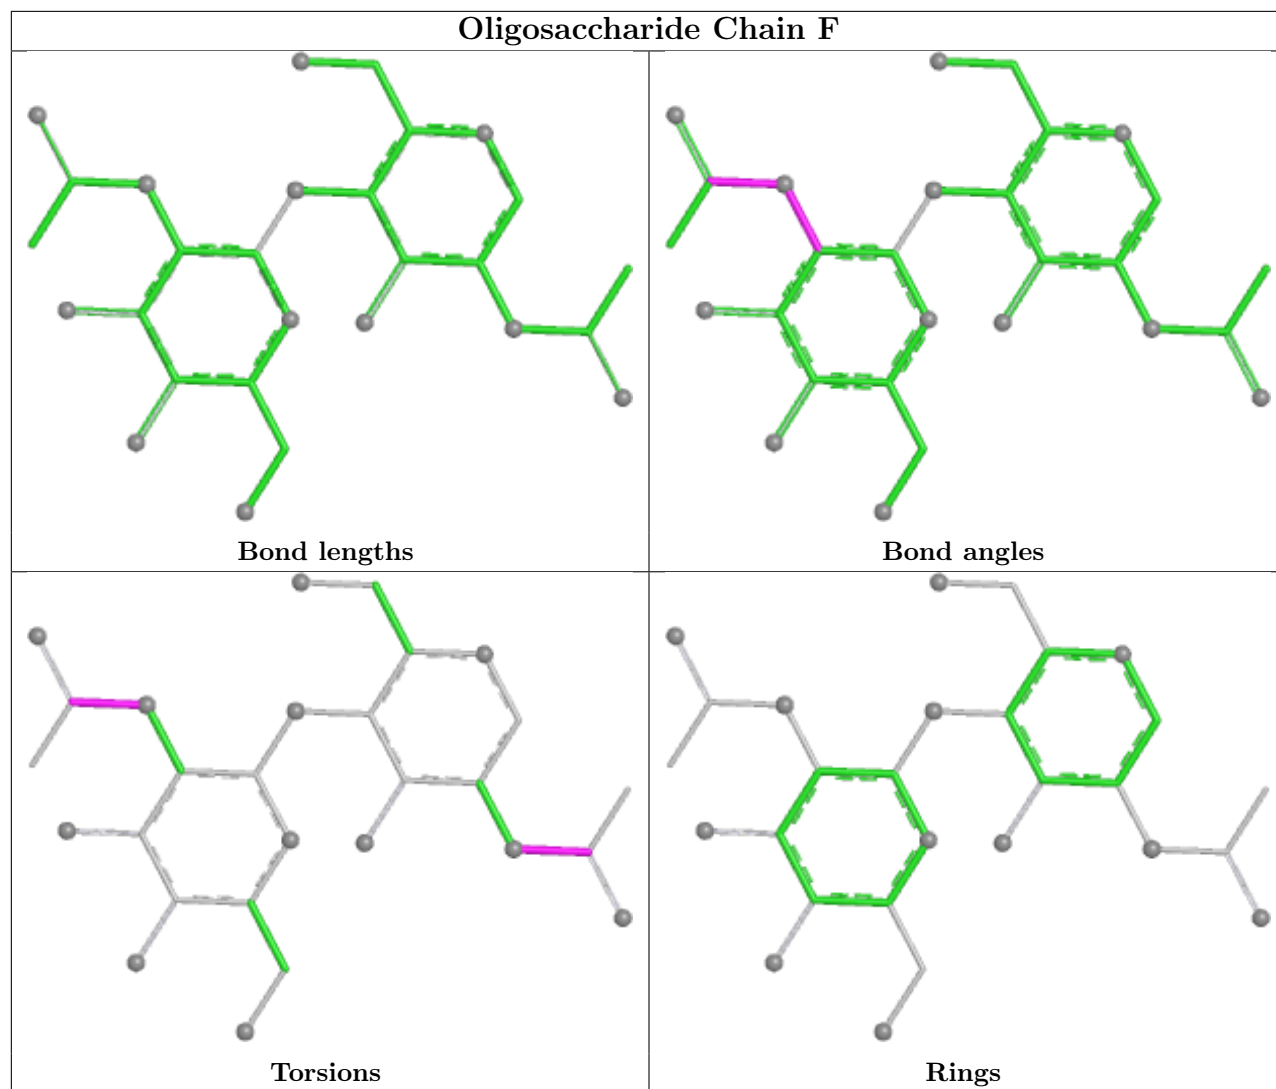 Oligosaccharide Chain F
Bond lengths
Bond angles
Torsions
Rings